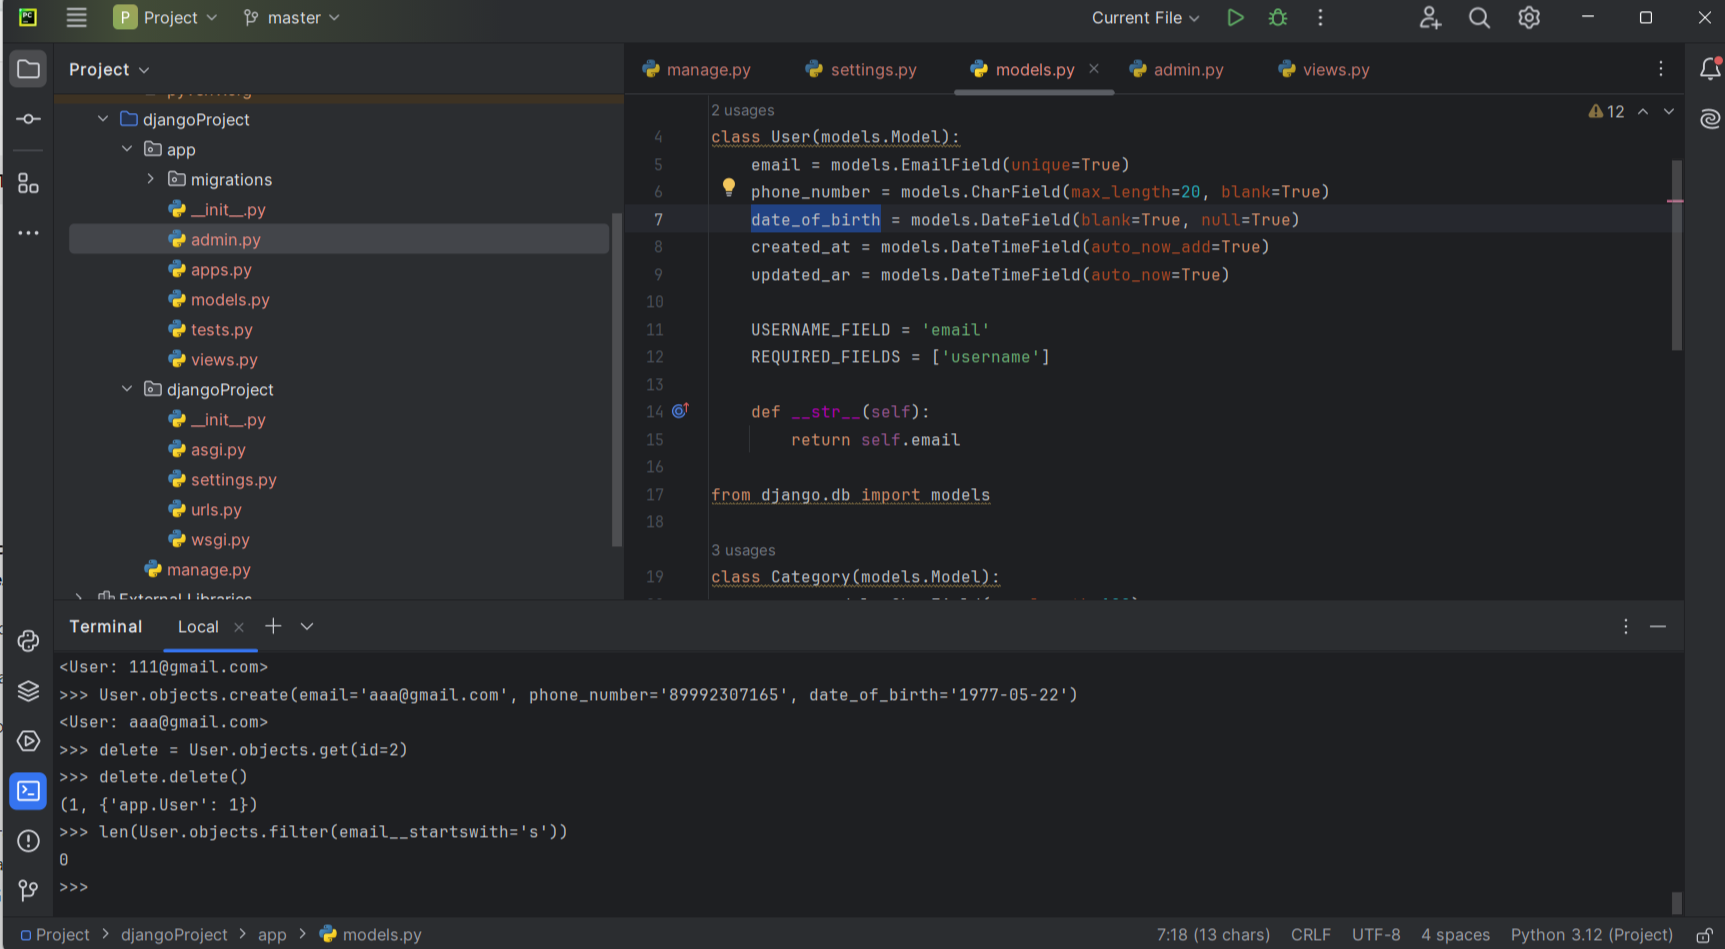 PC
P Project
master
Current File
Project
manage.py
settings.py
models.py
admin.py
views.py
djangoProject
app
migrations
__init__.py
admin.py
apps.py
models.py
tests.py
views.py
djangoProject
__init__.py
asgi.py
settings.py
urls.py
wsgi.py
manage.py
External Libraries
12
2 usages
4 class User(models.Model):
5 email = models.EmailField(unique=True)
6 phone_number = models.CharField(max_length=20, blank=True)
7 date_of_birth = models.DateField(blank=True, null=True)
8 created_at = models.DateTimeField(auto_now_add=True)
9 updated_ar = models.DateTimeField(auto_now=True)
10
11 USERNAME_FIELD = 'email'
12 REQUIRED_FIELDS = ['username']
13
14 def __str__(self):
15 return self.email
16
17 from django.db import models
18
3 usages
19 class Category(models.Model):
Terminal Local
<User: 111@gmail.com>
>>> User.objects.create(email='aaa@gmail.com', phone_number='89992307165', date_of_birth='1977-05-22')
<User: aaa@gmail.com>
>>> delete = User.objects.get(id=2)
>>> delete.delete()
(1, {'app.User': 1})
>>> len(User.objects.filter(email__startswith='s'))
0
>>>
Project > djangoProject > app > models.py
7:18 (13 chars) CRLF UTF-8 4 spaces Python 3.12 (Project)